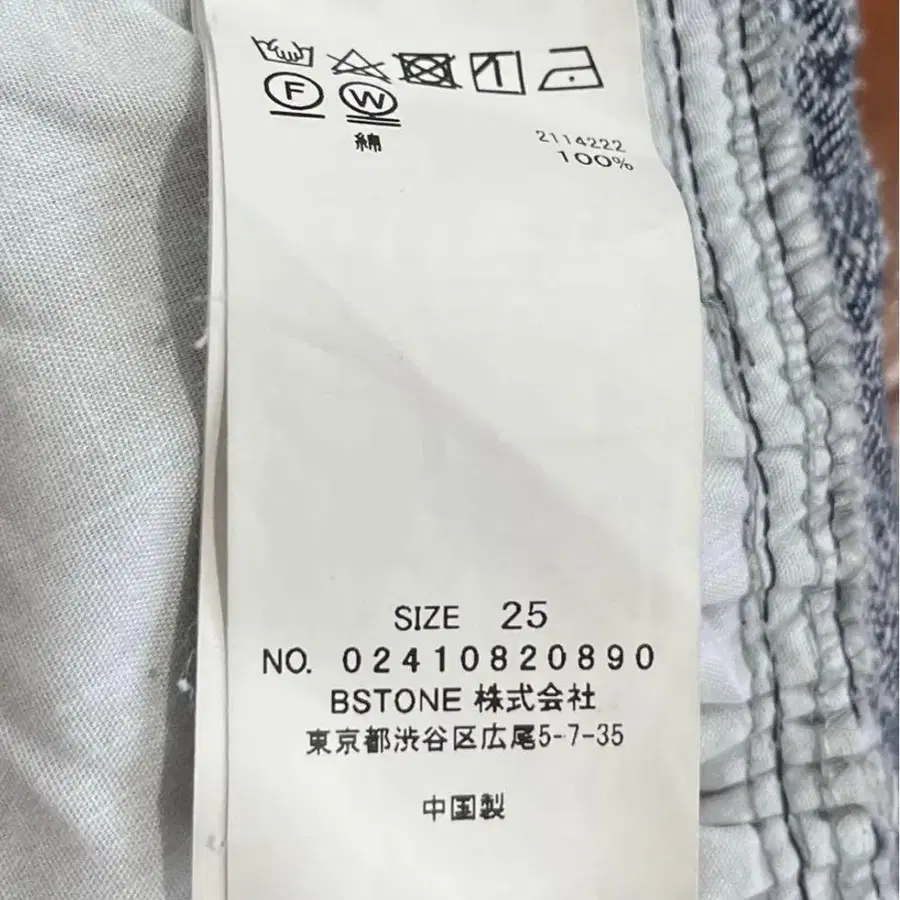 F W
2114222
綿 100%
SIZE 25
NO. 02410820890
BSTONE 株式会社
東京都渋谷区広尾5-7-35
中国製